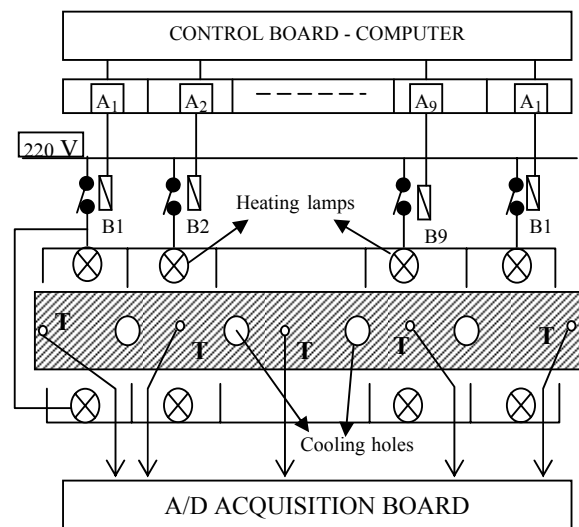 CONTROL BOARD - COMPUTER
A1 A2 A9 A1
220 V
B1 B2 B9 B1
Heating lamps
T T T T T
Cooling holes
A/D ACQUISITION BOARD